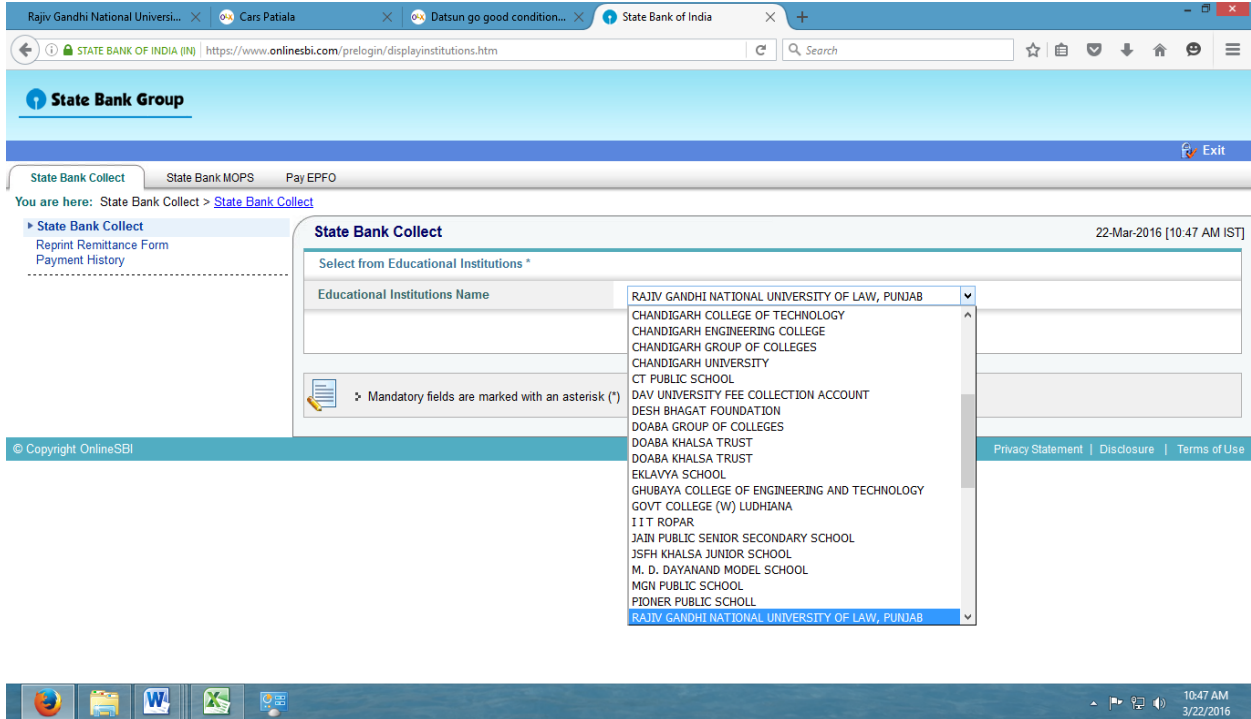 Rajiv Gandhi National Universi...
Cars Patiala
Datsun go good condition...
State Bank of India
STATE BANK OF INDIA (IN) https://www.onlinesbi.com/prelogin/displayinstitutions.htm
Search
State Bank Group
Exit
State Bank Collect State Bank MOPS Pay EPFO
You are here: State Bank Collect > State Bank Collect
State Bank Collect
Reprint Remittance Form
Payment History
State Bank Collect 22-Mar-2016 [10:47 AM IST]
Select from Educational Institutions *
Educational Institutions Name RAJIV GANDHI NATIONAL UNIVERSITY OF LAW, PUNJAB
CHANDIGARH COLLEGE OF TECHNOLOGY
CHANDIGARH ENGINEERING COLLEGE
CHANDIGARH GROUP OF COLLEGES
CHANDIGARH UNIVERSITY
CT PUBLIC SCHOOL
DAV UNIVERSITY FEE COLLECTION ACCOUNT
DESH BHAGAT FOUNDATION
DOABA GROUP OF COLLEGES
DOABA KHALSA TRUST
DOABA KHALSA TRUST
EKLAVYA SCHOOL
GHUBAYA COLLEGE OF ENGINEERING AND TECHNOLOGY
GOVT COLLEGE (W) LUDHIANA
I I T ROPAR
JAIN PUBLIC SENIOR SECONDARY SCHOOL
JSFH KHALSA JUNIOR SCHOOL
M. D. DAYANAND MODEL SCHOOL
MGN PUBLIC SCHOOL
PIONER PUBLIC SCHOLL
RAJIV GANDHI NATIONAL UNIVERSITY OF LAW, PUNJAB
Mandatory fields are marked with an asterisk (*)
© Copyright OnlineSBI Privacy Statement | Disclosure | Terms of Use
10:47 AM
3/22/2016